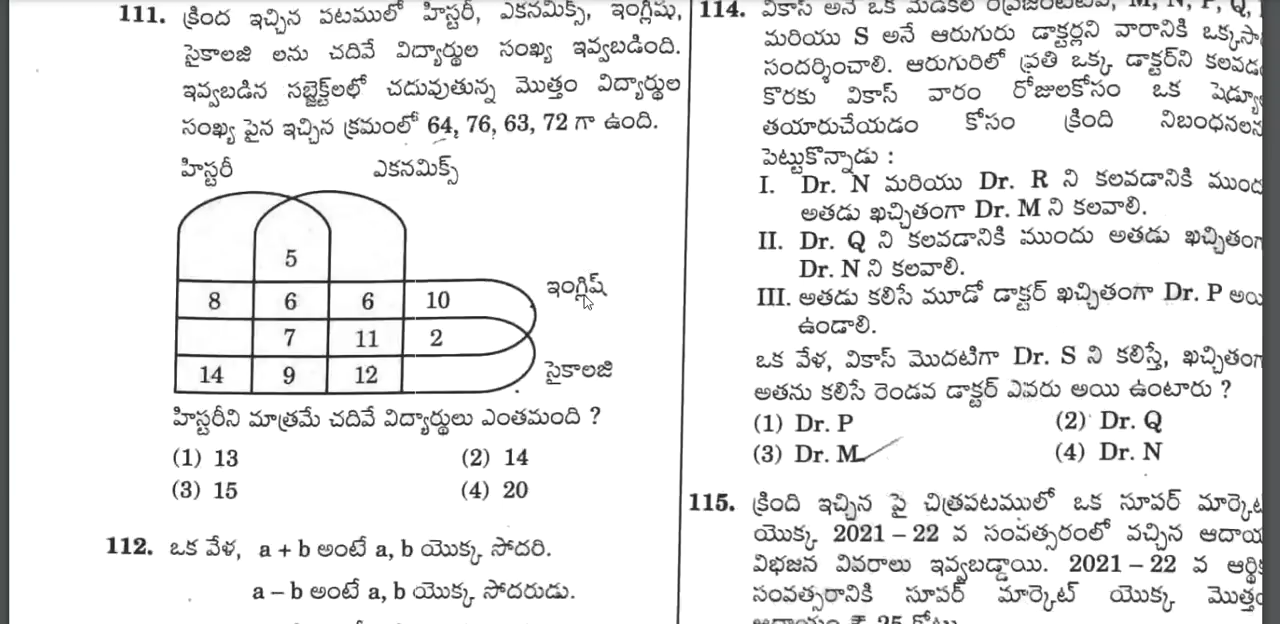 111. క్రింద ఇచ్చిన పటములో హిస్టరీ, ఎకనమిక్స్, ఇంగ్లీషు,
సైకాలజి లను చదివే విద్యార్థుల సంఖ్య ఇవ్వబడింది.
ఇవ్వబడిన సబ్జెక్ట్‌లలో చదువుతున్న మొత్తం విద్యార్థుల
సంఖ్య పైన ఇచ్చిన క్రమంలో 64, 76, 63, 72 గా ఉంది.
హిస్టరీ ఎకనమిక్స్
5
8 6 6 10 ఇంగ్లిష్
7 11 2
14 9 12 సైకాలజి
హిస్టరీని మాత్రమే చదివే విద్యార్థులు ఎంతమంది ?
(1) 13 (2) 14
(3) 15 (4) 20
112. ఒక వేళ, a + b అంటే a, b యొక్క సోదరి.
a – b అంటే a, b యొక్క సోదరుడు.
114. వికాస్ అనే ఒక M, N, P, Q,
మరియు S అనే ఆరుగురు డాక్టర్లని వారానికి
సందర్శించాలి. ఆరుగురిలో ప్రతి ఒక్క డాక్టర్‌ని
కొరకు వికాస్ వారం రోజులకోసం ఒక
తయారుచేయడం కోసం క్రింది
పెట్టుకొన్నాడు :
I. Dr. N మరియు Dr. R ని కలవడానికి
అతడు ఖచ్చితంగా Dr. M ని కలవాలి.
II. Dr. Q ని కలవడానికి ముందు అతడు
Dr. N ని కలవాలి.
III. అతడు కలిసే మూడో డాక్టర్ ఖచ్చితంగా Dr. P
ఉండాలి.
ఒక వేళ, వికాస్ మొదటిగా Dr. S ని కలిస్తే,
అతను కలిసే రెండవ డాక్టర్ ఎవరు అయి ఉంటారు ?
(1) Dr. P (2) Dr. Q
(3) Dr. M (4) Dr. N
115. క్రింది ఇచ్చిన పై చిత్రపటములో ఒక సూపర్
యొక్క 2021 – 22 వ సంవత్సరంలో వచ్చిన
విభజన వివరాలు ఇవ్వబడ్డాయి. 2021 – 22 వ
సంవత్సరానికి సూపర్ మార్కెట్ యొక్క